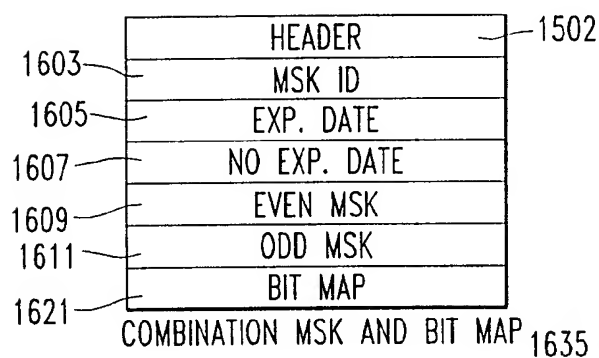 HEADER 1502
1603 MSK ID
1605 EXP. DATE
1607 NO EXP. DATE
1609 EVEN MSK
1611 ODD MSK
1621 BIT MAP
COMBINATION MSK AND BIT MAP 1635